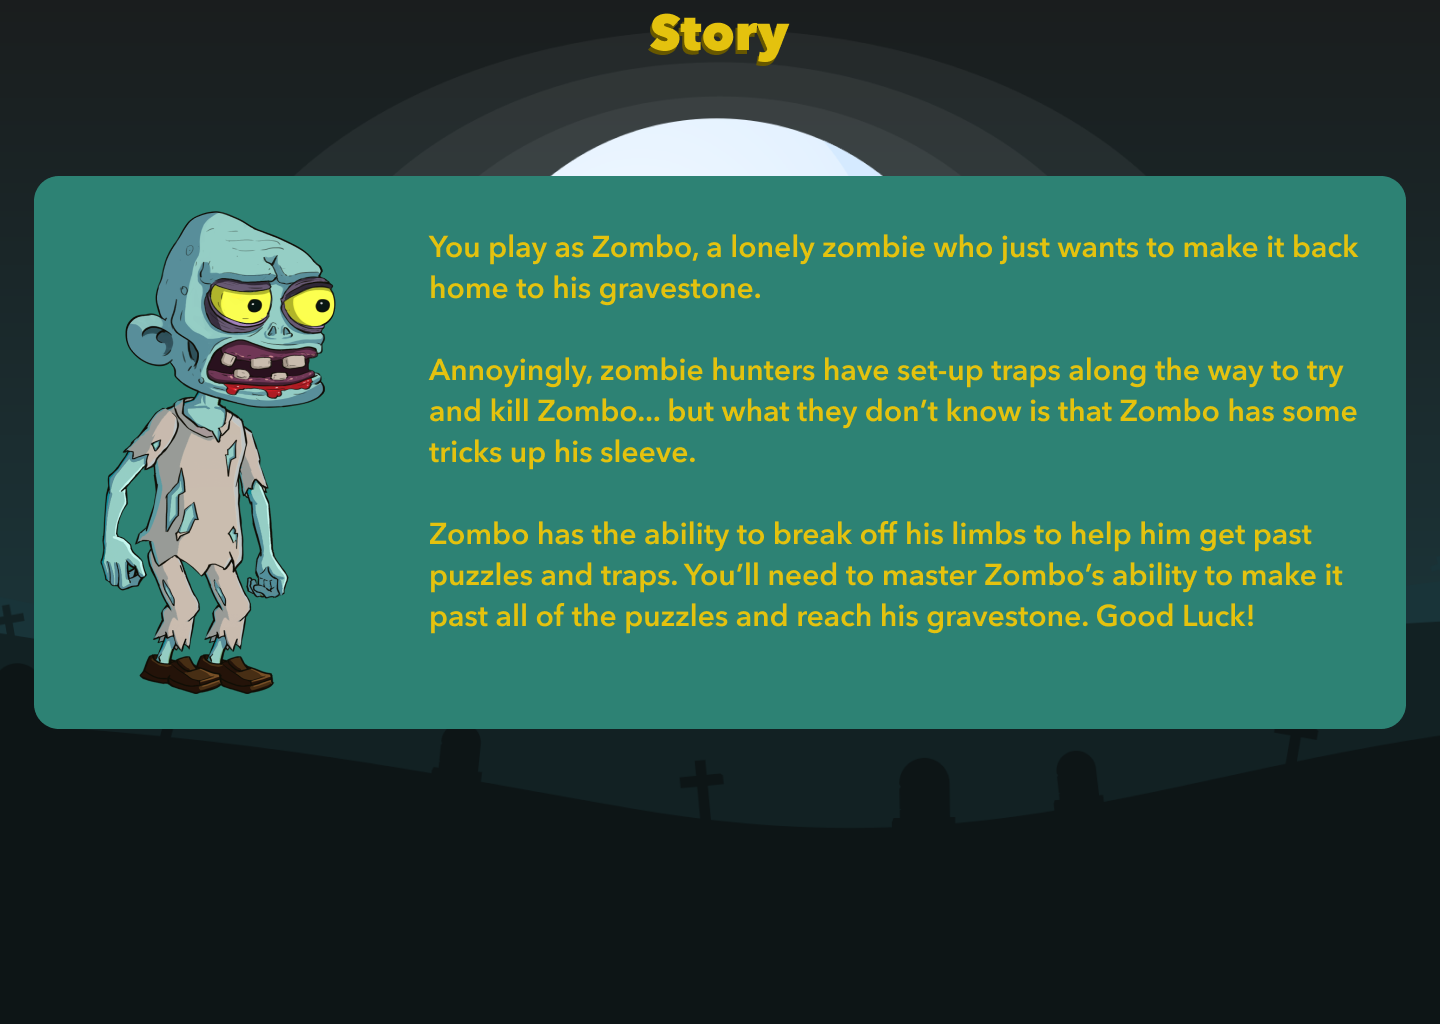 Story
You play as Zombo, a lonely zombie who just wants to make it back
home to his gravestone.
Annoyingly, zombie hunters have set-up traps along the way to try
and kill Zombo... but what they don’t know is that Zombo has some
tricks up his sleeve.
Zombo has the ability to break off his limbs to help him get past
puzzles and traps. You’ll need to master Zombo’s ability to make it
past all of the puzzles and reach his gravestone. Good Luck!